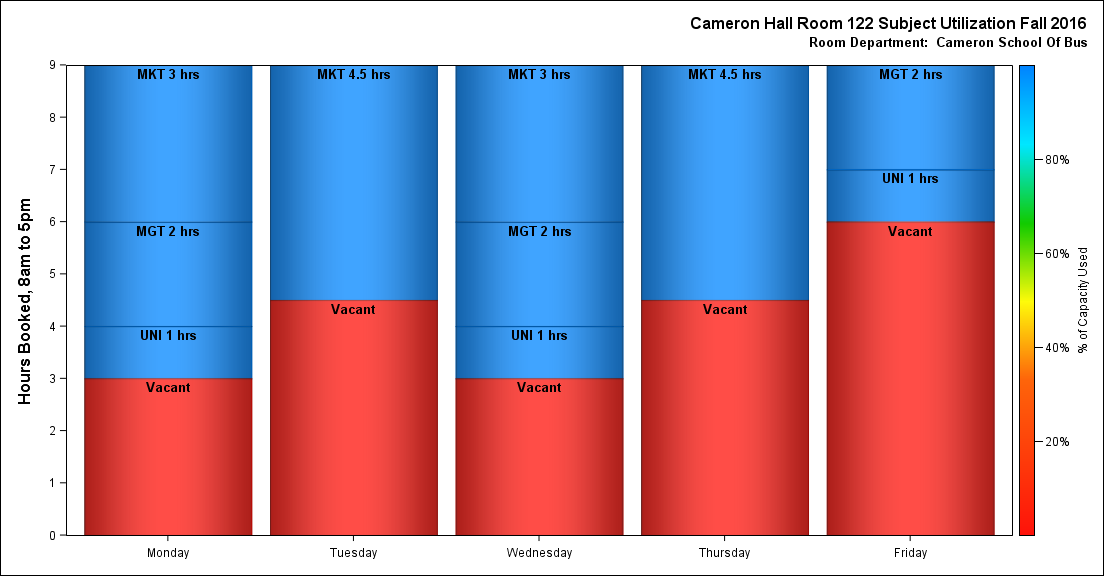 Cameron Hall Room 122 Subject Utilization Fall 2016
Room Department:  Cameron School Of Bus
Hours Booked, 8am to 5pm
9
8
7
6
5
4
3
2
1
0
MKT 3 hrs
MGT 2 hrs
UNI 1 hrs
Vacant
MKT 4.5 hrs
Vacant
MKT 3 hrs
MGT 2 hrs
UNI 1 hrs
Vacant
MKT 4.5 hrs
Vacant
MGT 2 hrs
UNI 1 hrs
Vacant
Monday
Tuesday
Wednesday
Thursday
Friday
80%
60%
40%
20%
% of Capacity Used